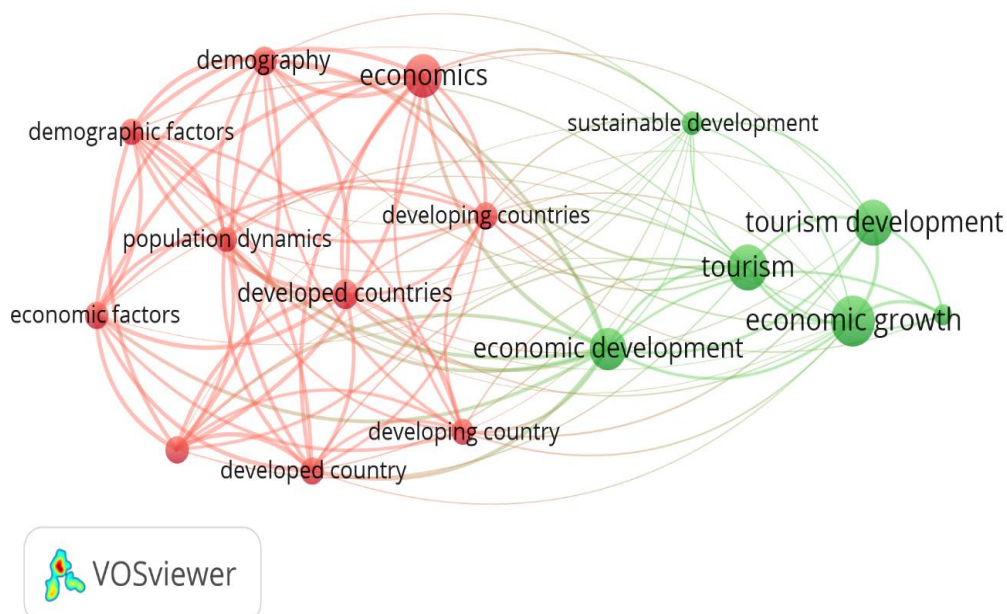 demography
economics
demographic factors
sustainable development
developing countries
tourism development
population dynamics
tourism
developed countries
economic factors
economic growth
economic development
developing country
developed country
VOSviewer